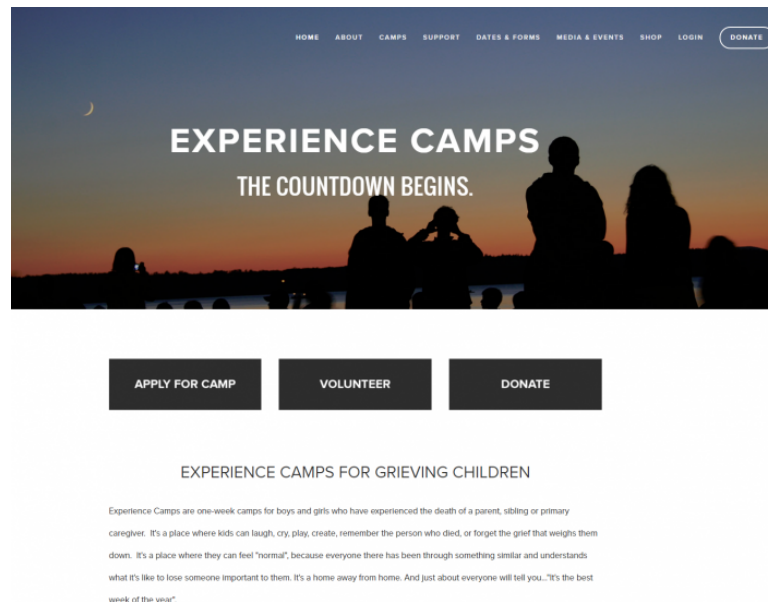 HOME ABOUT CAMPS SUPPORT DATES & FORMS MEDIA & EVENTS SHOP LOGIN DONATE
EXPERIENCE CAMPS
THE COUNTDOWN BEGINS.
APPLY FOR CAMP VOLUNTEER DONATE
EXPERIENCE CAMPS FOR GRIEVING CHILDREN
Experience Camps are one-week camps for boys and girls who have experienced the death of a parent, sibling or primary
caregiver. It's a place where kids can laugh, cry, play, create, remember the person who died, or forget the grief that weighs them
down. It's a place where they can feel "normal", because everyone there has been through something similar and understands
what it's like to lose someone important to them. It's a home away from home. And just about everyone will tell you..."It's the best
week of the year"